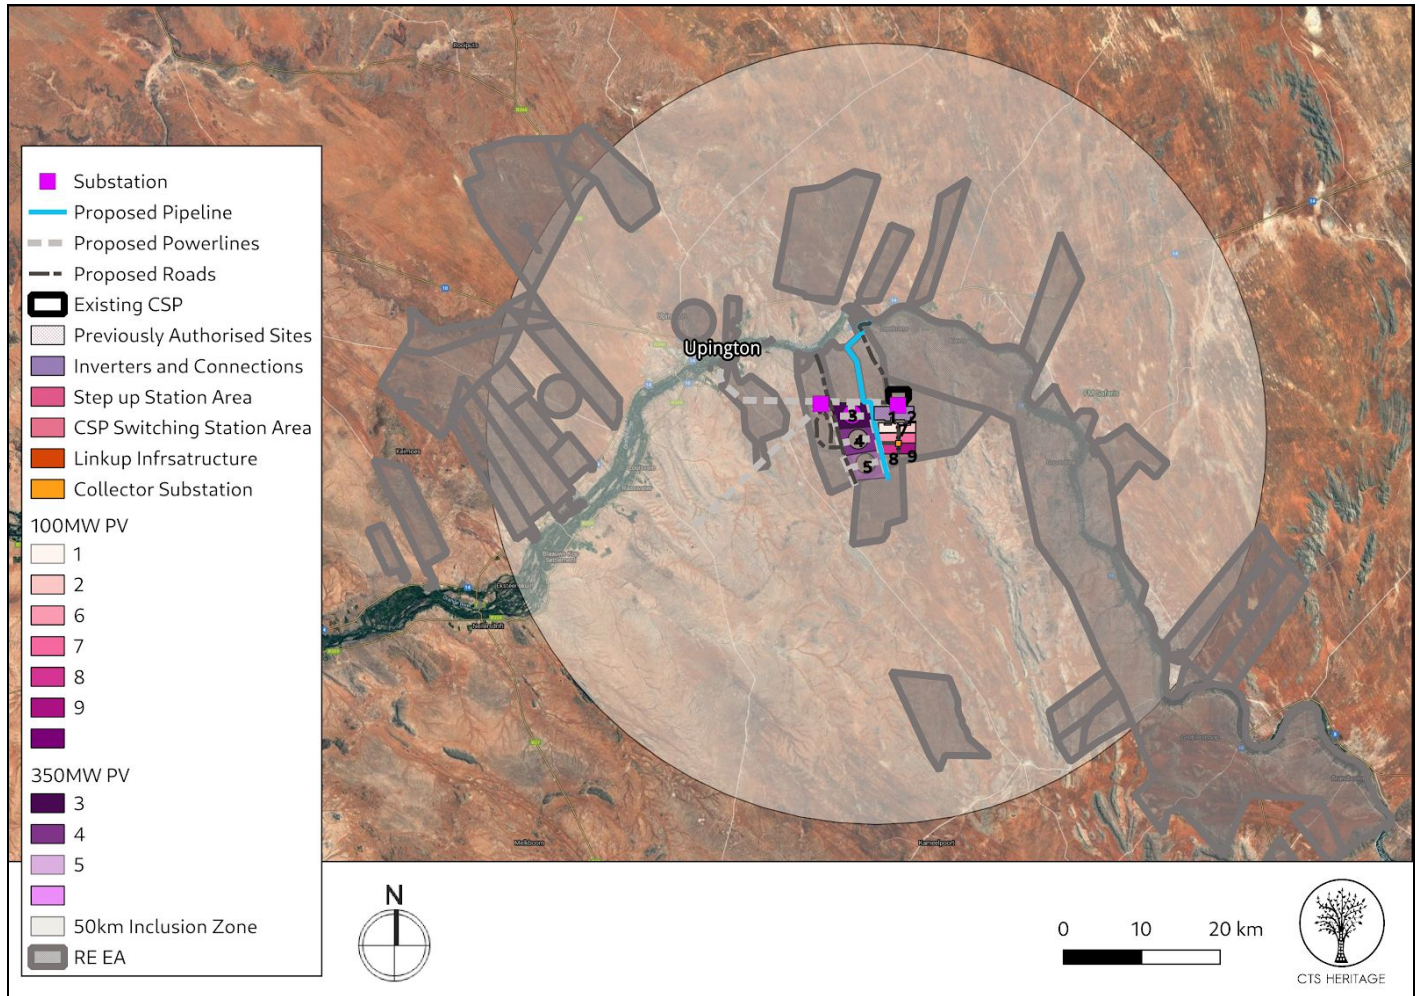 Rooiputs
Substation
Proposed Pipeline
Proposed Powerlines
Proposed Roads
Existing CSP
Previously Authorised Sites
Inverters and Connections
Step up Station Area
CSP Switching Station Area
Linkup Infrsatructure
Collector Substation
100MW PV
1
2
6
7
8
9
350MW PV
3
4
5
50km Inclusion Zone
RE EA
Upington
3
1
2
7
4
8
9
5
Kameelpoort
N
0 10 20 km
CTS HERITAGE